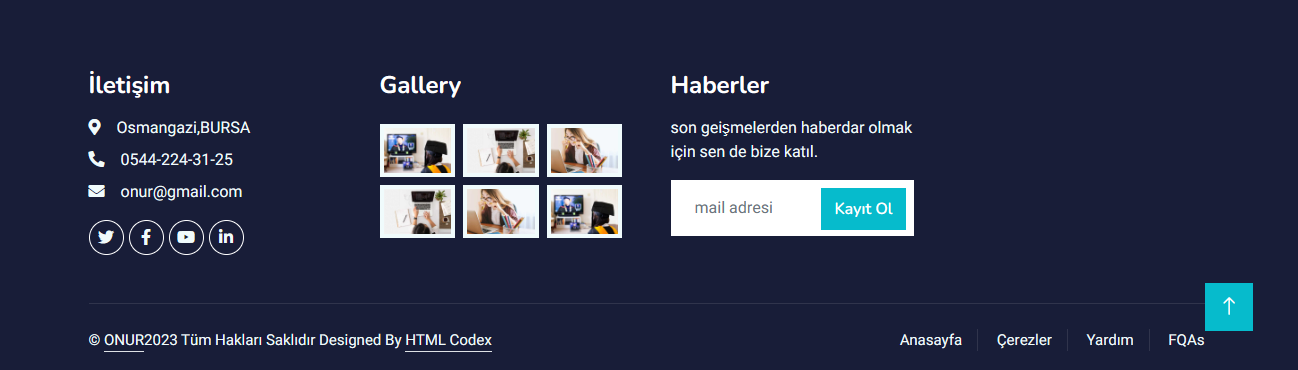 İletişim
Osmangazi,BURSA
0544-224-31-25
onur@gmail.com
Gallery
Haberler
son geişmelerden haberdar olmak
için sen de bize katıl.
mail adresi
Kayıt Ol
© ONUR2023 Tüm Hakları Saklıdır Designed By HTML Codex
Anasayfa
Çerezler
Yardım
FQAs